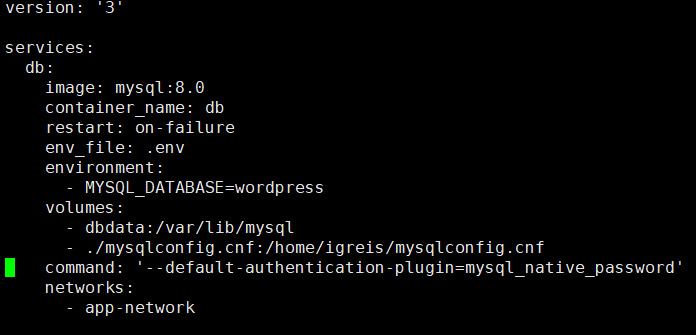 version: '3'

services:
  db:
    image: mysql:8.0
    container_name: db
    restart: on-failure
    env_file: .env
    environment:
      - MYSQL_DATABASE=wordpress
    volumes:
      - dbdata:/var/lib/mysql
      - ./mysqlconfig.cnf:/home/igreis/mysqlconfig.cnf
    command: '--default-authentication-plugin=mysql_native_password'
    networks:
      - app-network